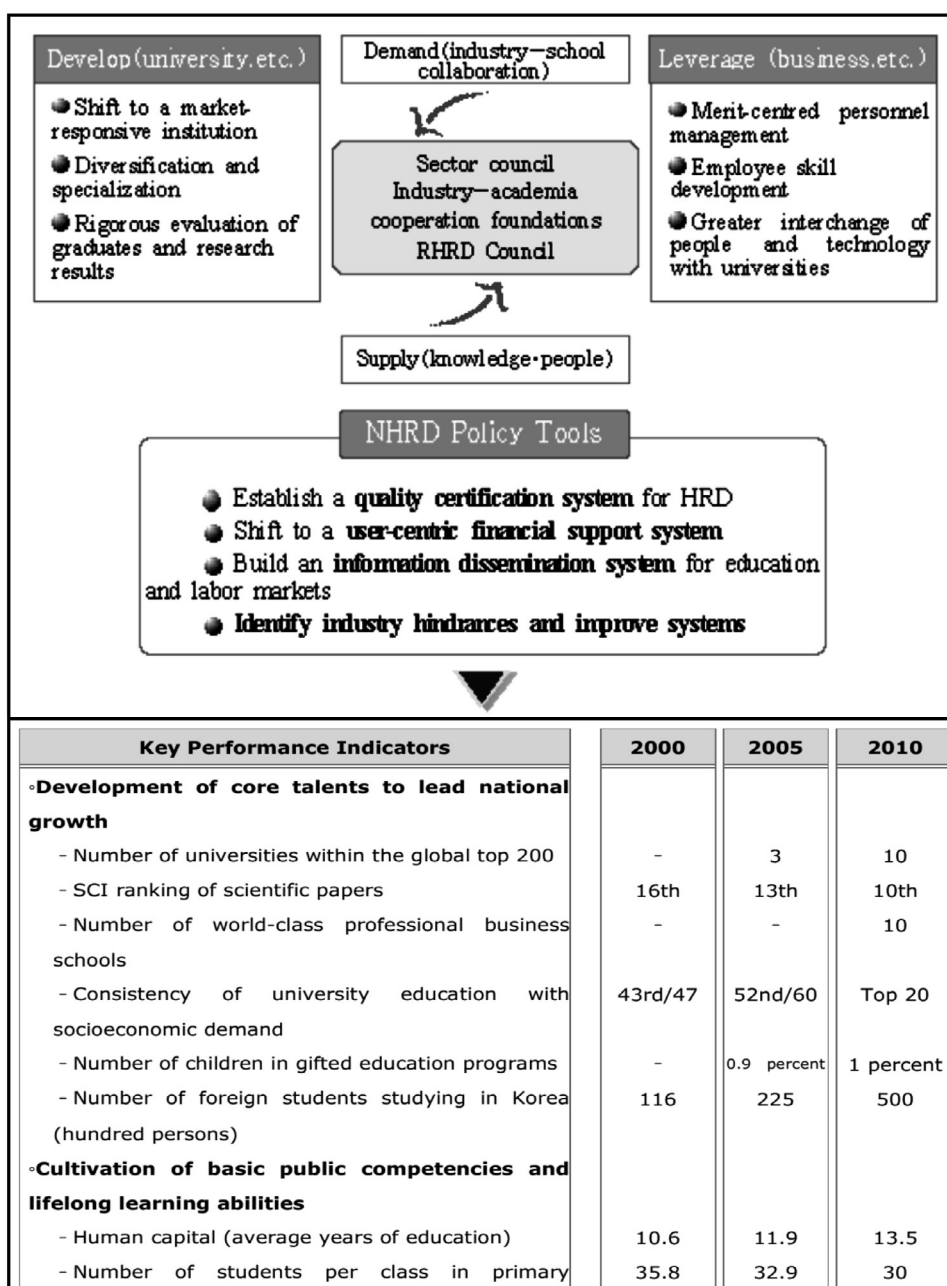 Develop(university.etc.)
Shift to a market-
responsive institution
Diversification and
specialization
Rigorous evaluation of
graduates and research
results
Demand(industry—school
collaboration)
Sector council
Industry—academia
cooperation foundations
RHRD Council
Supply(knowledge·people)
Leverage (business.etc.)
Merit-centred personnel
management
Employee skill
development
Greater interchange of
people and technology
with universities
NHRD Policy Tools
Establish a quality certification system for HRD
Shift to a user-centric financial support system
Build an information dissemination system for education
and labor markets
Identify industry hindrances and improve systems
Key Performance Indicators 2000 2005 2010
◦Development of core talents to lead national
growth
- Number of universities within the global top 200 - 3 10
- SCI ranking of scientific papers 16th 13th 10th
- Number of world-class professional business - - 10
schools
- Consistency of university education with 43rd/47 52nd/60 Top 20
socioeconomic demand
- Number of children in gifted education programs - 0.9 percent 1 percent
- Number of foreign students studying in Korea 116 225 500
(hundred persons)
◦Cultivation of basic public competencies and
lifelong learning abilities
- Human capital (average years of education) 10.6 11.9 13.5
- Number of students per class in primary 35.8 32.9 30